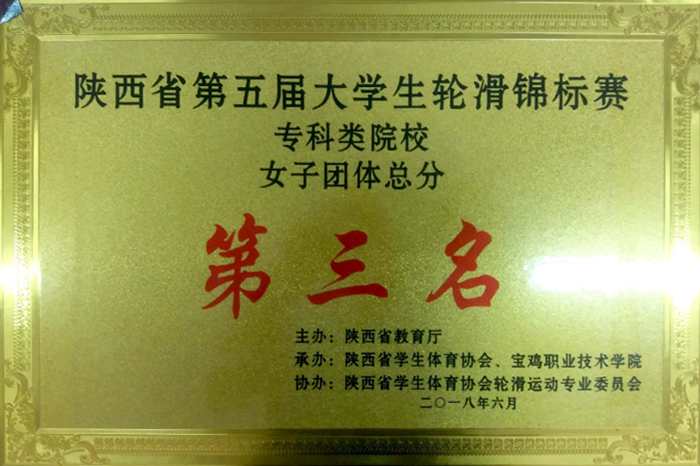 陕西省第五届大学生轮滑锦标赛
专科类院校
女子团体总分
第三名
主办：陕西省教育厅
承办：陕西省学生体育协会、宝鸡职业技术学院
协办：陕西省学生体育协会轮滑运动专业委员会
二〇一八年六月